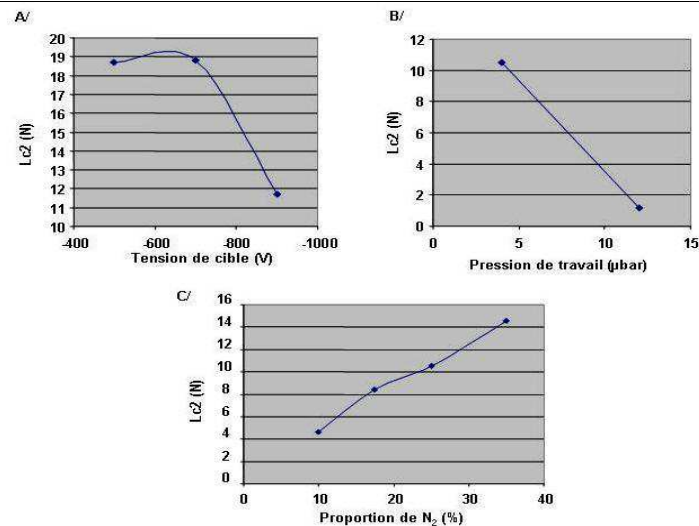 A/
Lc2 (N)
20
19
18
17
16
15
14
13
12
11
10
-400 -600 -800 -1000
Tension de cible (V)
B/
Lc2 (N)
12
10
8
6
4
2
0
0 5 10 15
Pression de travail (µbar)
C/
Lc2 (N)
16
14
12
10
8
6
4
2
0
0 10 20 30 40
Proportion de N₂ (%)